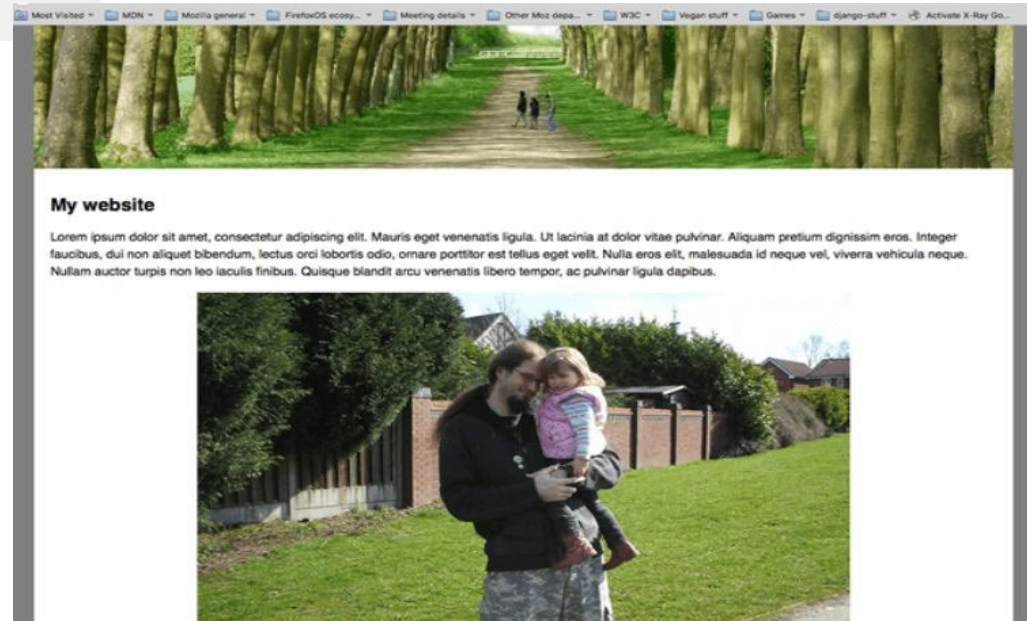 Most Visited MDN Mozilla general FirefoxOS ecosy... Meeting details Other Moz depa... W3C Vegan stuff Games django-stuff Activate X-Ray Go...
My website
Lorem ipsum dolor sit amet, consectetur adipiscing elit. Mauris eget venenatis ligula. Ut lacinia at dolor vitae pulvinar. Aliquam pretium dignissim eros. Integer
faucibus, dui non aliquet bibendum, lectus orci lobortis odio, ornare porttitor est tellus eget velit. Nulla eros elit, malesuada id neque vel, viverra vehicula neque.
Nullam auctor turpis non leo iaculis finibus. Quisque blandit arcu venenatis libero tempor, ac pulvinar ligula dapibus.